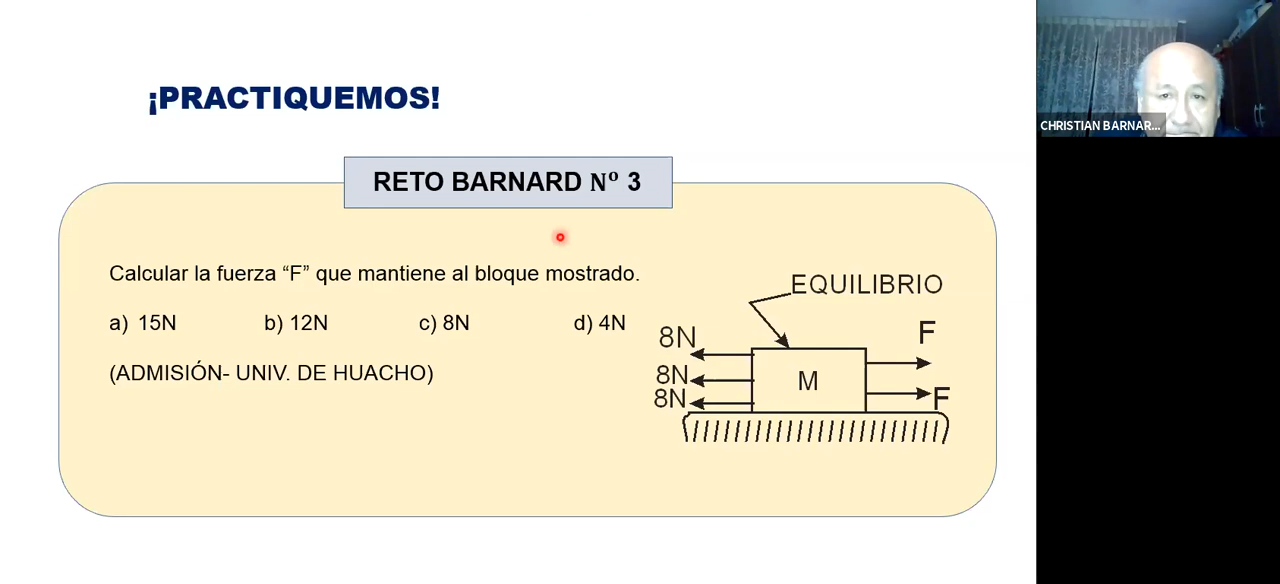 ¡PRACTIQUEMOS!
CHRISTIAN BARNAR...
RETO BARNARD Nº 3
Calcular la fuerza “F” que mantiene al bloque mostrado.
a) 15N b) 12N c) 8N d) 4N
(ADMISIÓN- UNIV. DE HUACHO)
EQUILIBRIO
8N
F
8N
M
8N
F